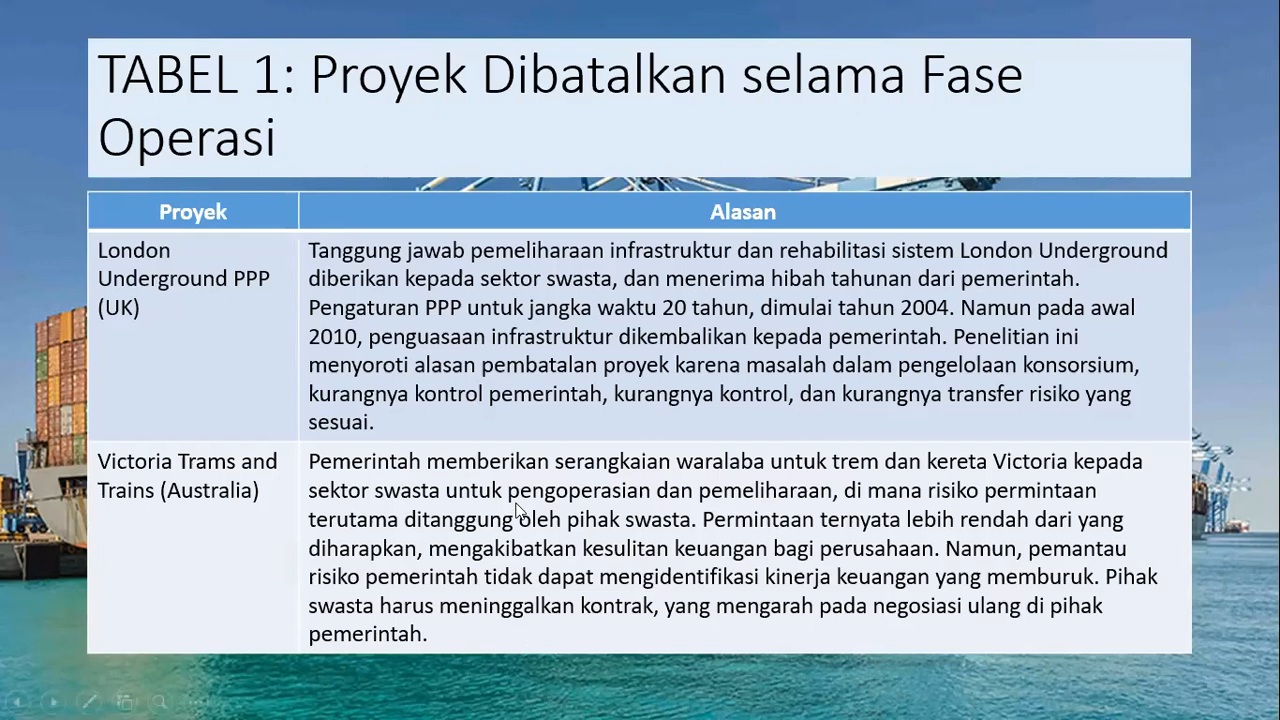 TABEL 1: Proyek Dibatalkan selama Fase
Operasi
Proyek
Alasan
London
Underground PPP
(UK)
Tanggung jawab pemeliharaan infrastruktur dan rehabilitasi sistem London Underground
diberikan kepada sektor swasta, dan menerima hibah tahunan dari pemerintah.
Pengaturan PPP untuk jangka waktu 20 tahun, dimulai tahun 2004. Namun pada awal
2010, penguasaan infrastruktur dikembalikan kepada pemerintah. Penelitian ini
menyoroti alasan pembatalan proyek karena masalah dalam pengelolaan konsorsium,
kurangnya kontrol pemerintah, kurangnya kontrol, dan kurangnya transfer risiko yang
sesuai.
Victoria Trams and
Trains (Australia)
Pemerintah memberikan serangkaian waralaba untuk trem dan kereta Victoria kepada
sektor swasta untuk pengoperasian dan pemeliharaan, di mana risiko permintaan
terutama ditanggung oleh pihak swasta. Permintaan ternyata lebih rendah dari yang
diharapkan, mengakibatkan kesulitan keuangan bagi perusahaan. Namun, pemantau
risiko pemerintah tidak dapat mengidentifikasi kinerja keuangan yang memburuk. Pihak
swasta harus meninggalkan kontrak, yang mengarah pada negosiasi ulang di pihak
pemerintah.